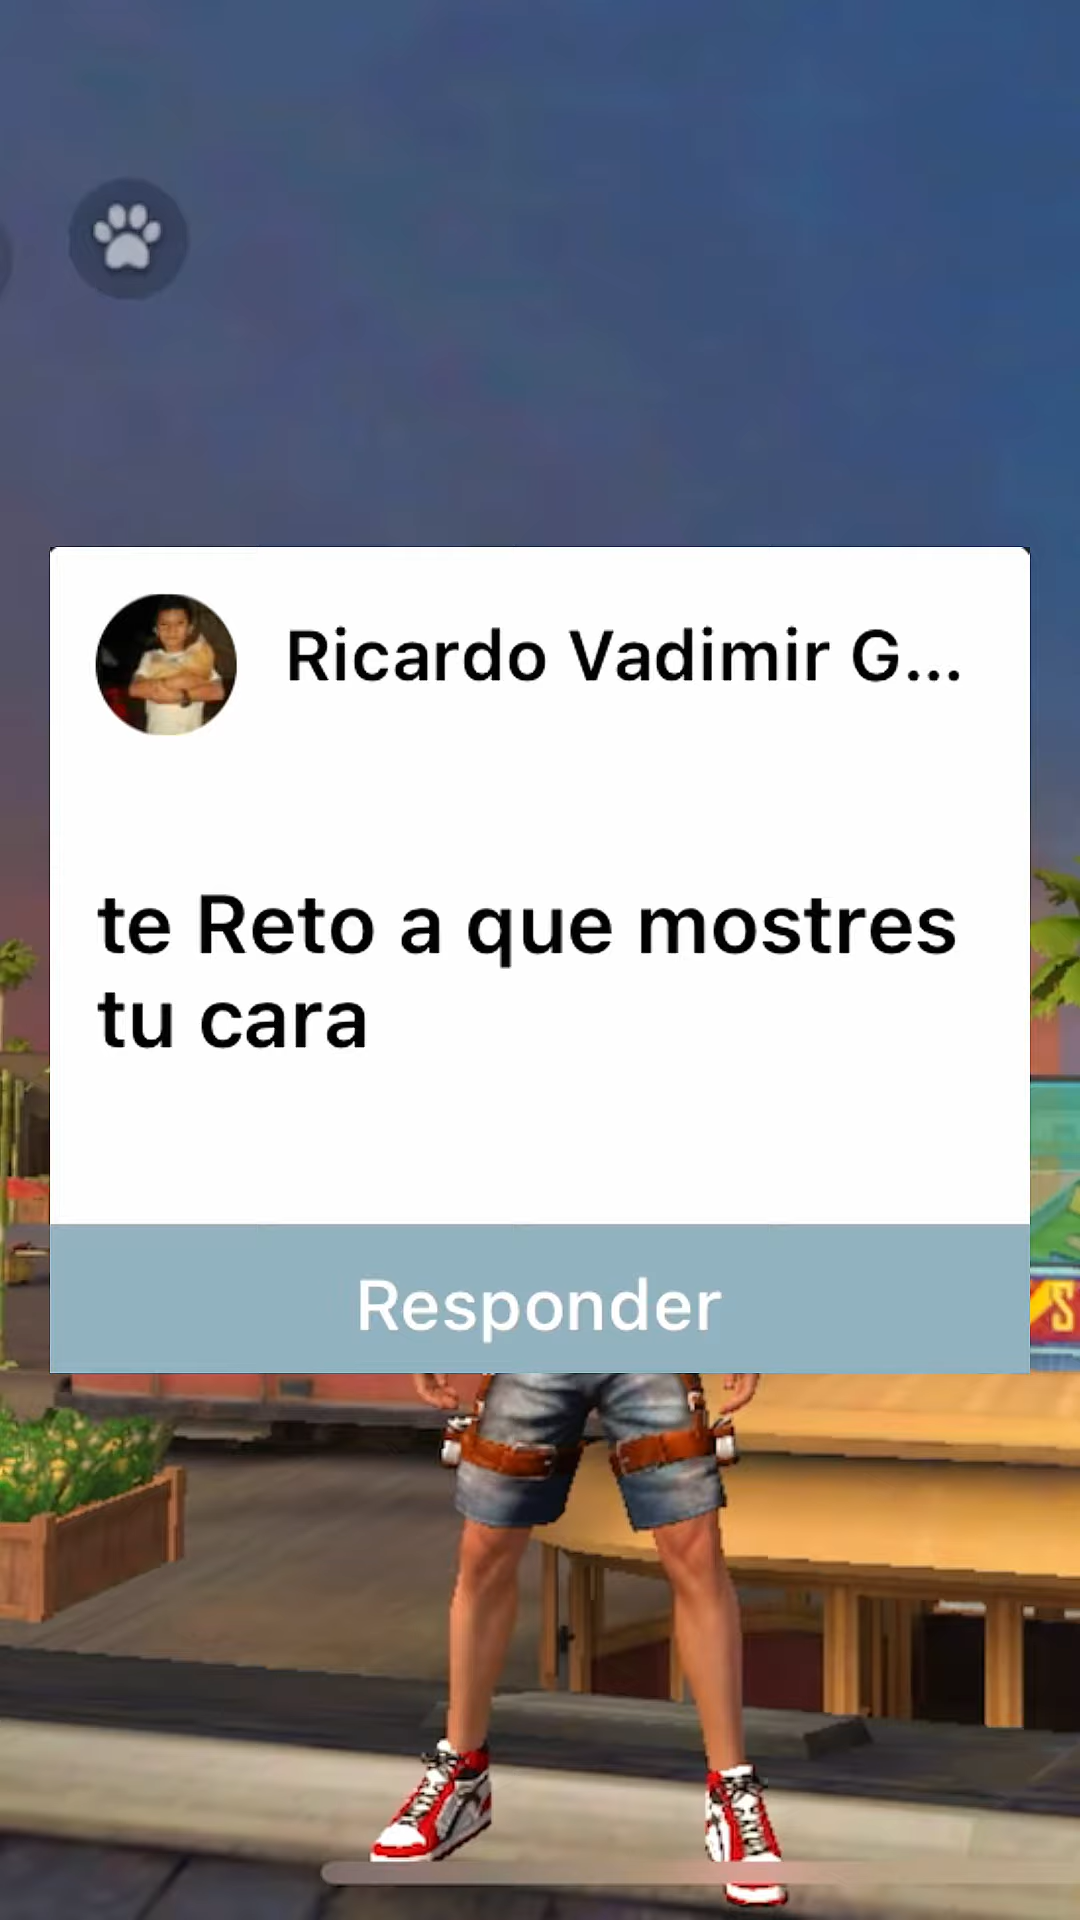 Ricardo Vadimir G...
te Reto a que mostres
tu cara
Responder
S